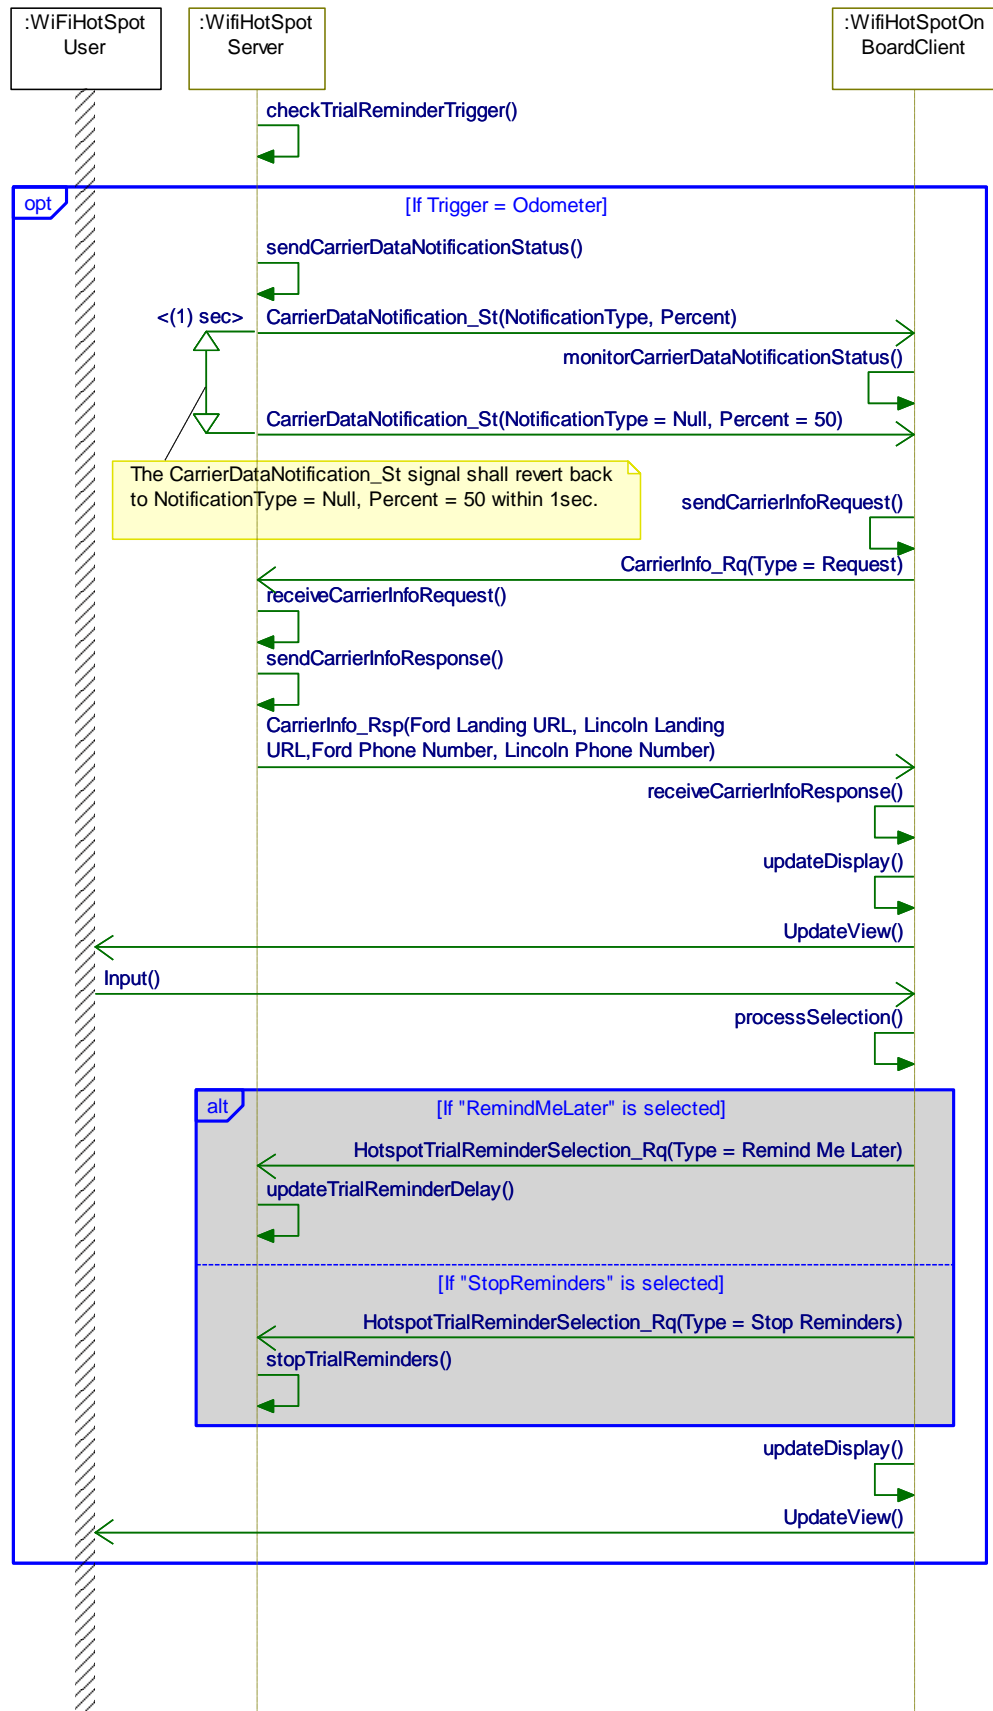 :WiFiHotSpot
User
:WifiHotSpot
Server
:WifiHotSpotOn
BoardClient
checkTrialReminderTrigger()
opt
[If Trigger = Odometer]
sendCarrierDataNotificationStatus()
<(1) sec>
CarrierDataNotification_St(NotificationType, Percent)
monitorCarrierDataNotificationStatus()
CarrierDataNotification_St(NotificationType = Null, Percent = 50)
The CarrierDataNotification_St signal shall revert back
to NotificationType = Null, Percent = 50 within 1sec.
sendCarrierInfoRequest()
CarrierInfo_Rq(Type = Request)
receiveCarrierInfoRequest()
sendCarrierInfoResponse()
CarrierInfo_Rsp(Ford Landing URL, Lincoln Landing
URL,Ford Phone Number, Lincoln Phone Number)
receiveCarrierInfoResponse()
updateDisplay()
UpdateView()
Input()
processSelection()
alt
[If "RemindMeLater" is selected]
HotspotTrialReminderSelection_Rq(Type = Remind Me Later)
updateTrialReminderDelay()
[If "StopReminders" is selected]
HotspotTrialReminderSelection_Rq(Type = Stop Reminders)
stopTrialReminders()
updateDisplay()
UpdateView()